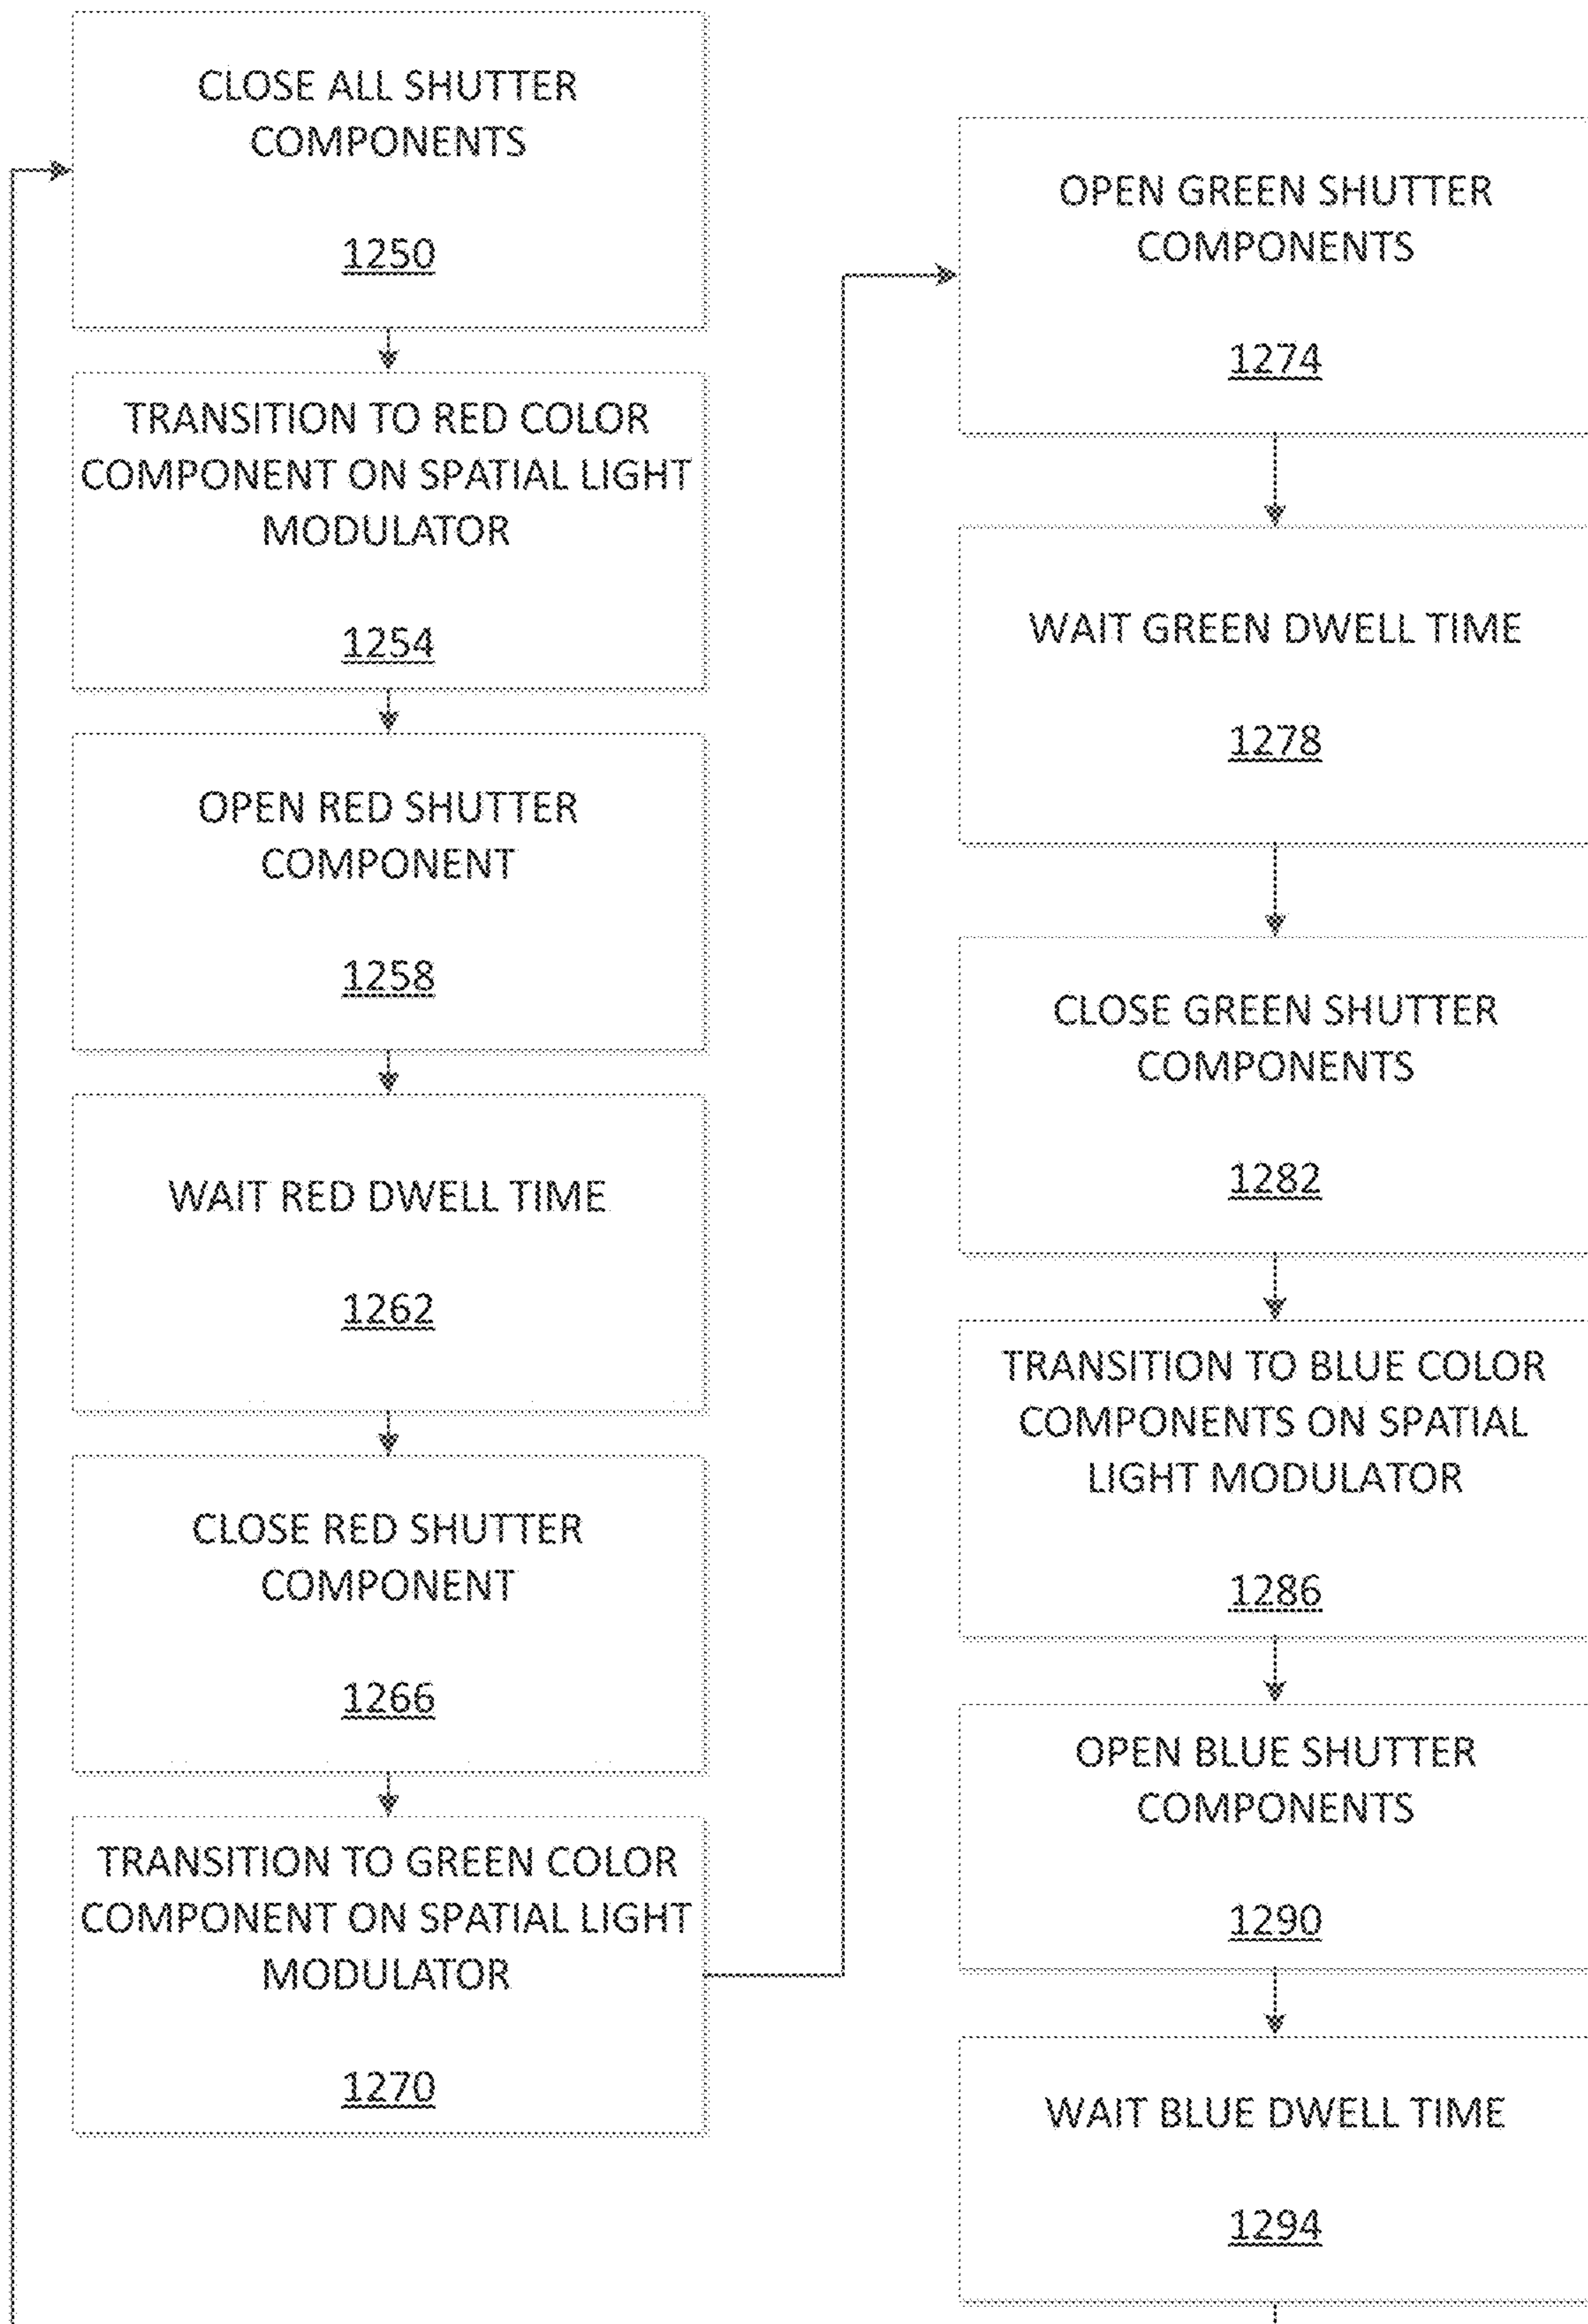 CLOSE ALL SHUTTER
COMPONENTS
1250
TRANSITION TO RED COLOR
COMPONENT ON SPATIAL LIGHT
MODULATOR
1254
OPEN RED SHUTTER
COMPONENT
1258
WAIT RED DWELL TIME
1262
CLOSE RED SHUTTER
COMPONENT
1266
TRANSITION TO GREEN COLOR
COMPONENT ON SPATIAL LIGHT
MODULATOR
1270
OPEN GREEN SHUTTER
COMPONENTS
1274
WAIT GREEN DWELL TIME
1278
CLOSE GREEN SHUTTER
COMPONENTS
1282
TRANSITION TO BLUE COLOR
COMPONENTS ON SPATIAL
LIGHT MODULATOR
1286
OPEN BLUE SHUTTER
COMPONENTS
1290
WAIT BLUE DWELL TIME
1294